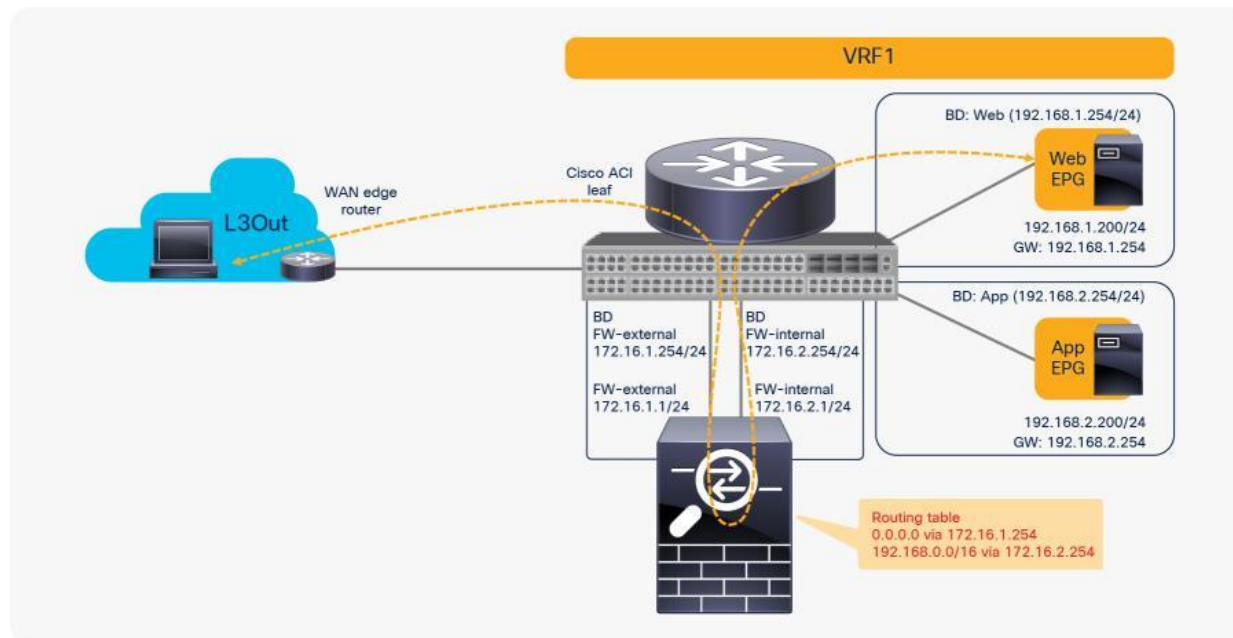 VRF1
BD: Web (192.168.1.254/24)
Web
EPG
192.168.1.200/24
GW: 192.168.1.254
Cisco ACI
leaf
WAN edge
router
L3Out
BD: App (192.168.2.254/24)
App
EPG
192.168.2.200/24
GW: 192.168.2.254
BD
FW-external
172.16.1.254/24
BD
FW-internal
172.16.2.254/24
FW-external
172.16.1.1/24
FW-internal
172.16.2.1/24
Routing table
0.0.0.0 via 172.16.1.254
192.168.0.0/16 via 172.16.2.254